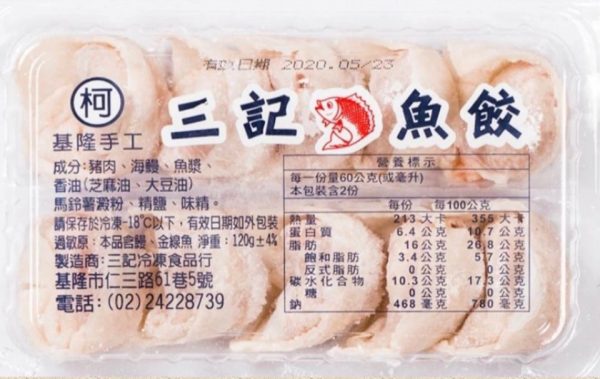 有效日期 2020.05/23
柯
三記魚餃
基隆手工
成分:豬肉、海鰻、魚漿、
香油(芝麻油、大豆油)
馬鈴薯澱粉、精鹽、味精。
請保存於冷凍-18℃以下，有效日期如外包裝
過敏原：本品含鰻、金線魚 淨重：120g±4%
製造商：三記冷凍食品行
基隆市仁三路61巷5號
電話：(02)24228739
營養標示
每一份量60公克(或毫升)
本包裝含2份
每份 每100公克
熱量 213 大卡 355 大卡
蛋白質 6.4 公克 10.7 公克
脂肪 16 公克 26.8 公克
飽和脂肪 3.4 公克 5.7 公克
反式脂肪 0 公克 0 公克
碳水化合物 10.3 公克 17.3 公克
糖 0 公克 0 公克
鈉 468 毫克 780 毫克